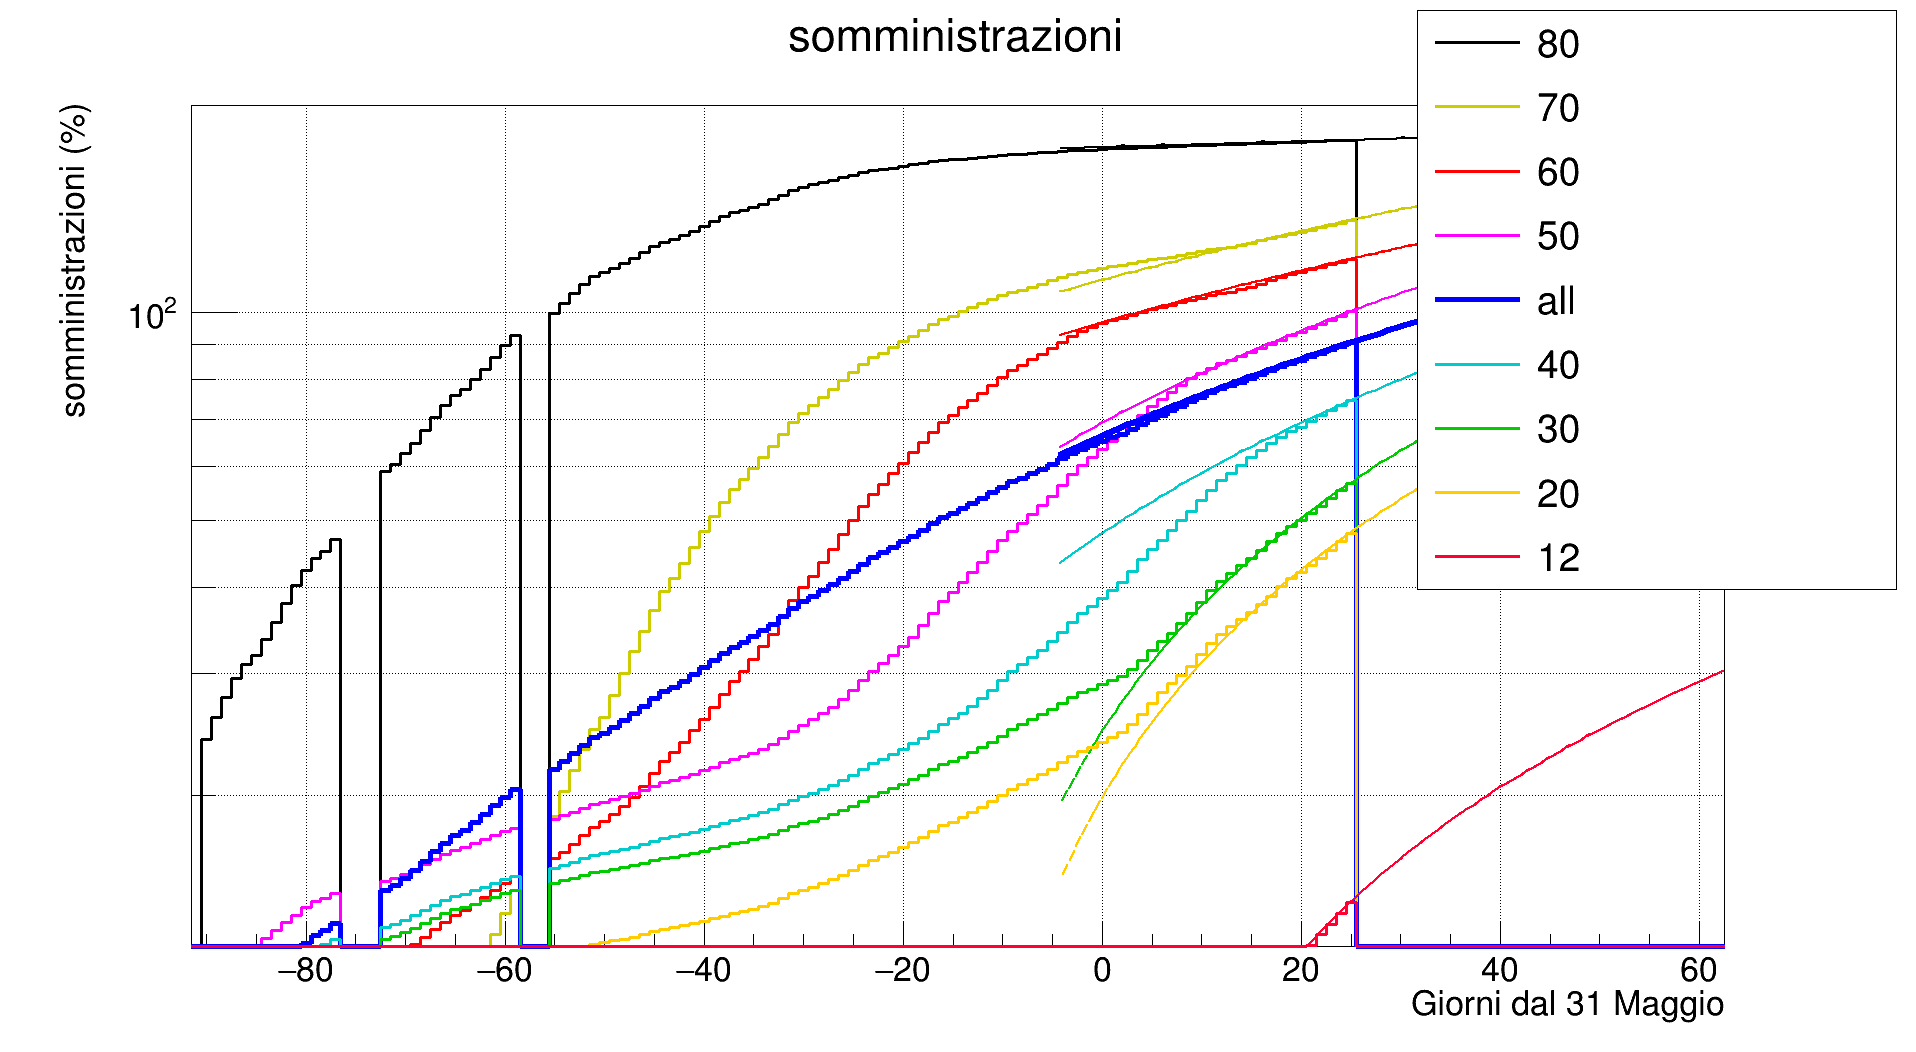 somministrazioni
somministrazioni (%)
10²
80
70
60
50
all
40
30
20
12
−80 −60 −40 −20 0 20 40 60
Giorni dal 31 Maggio